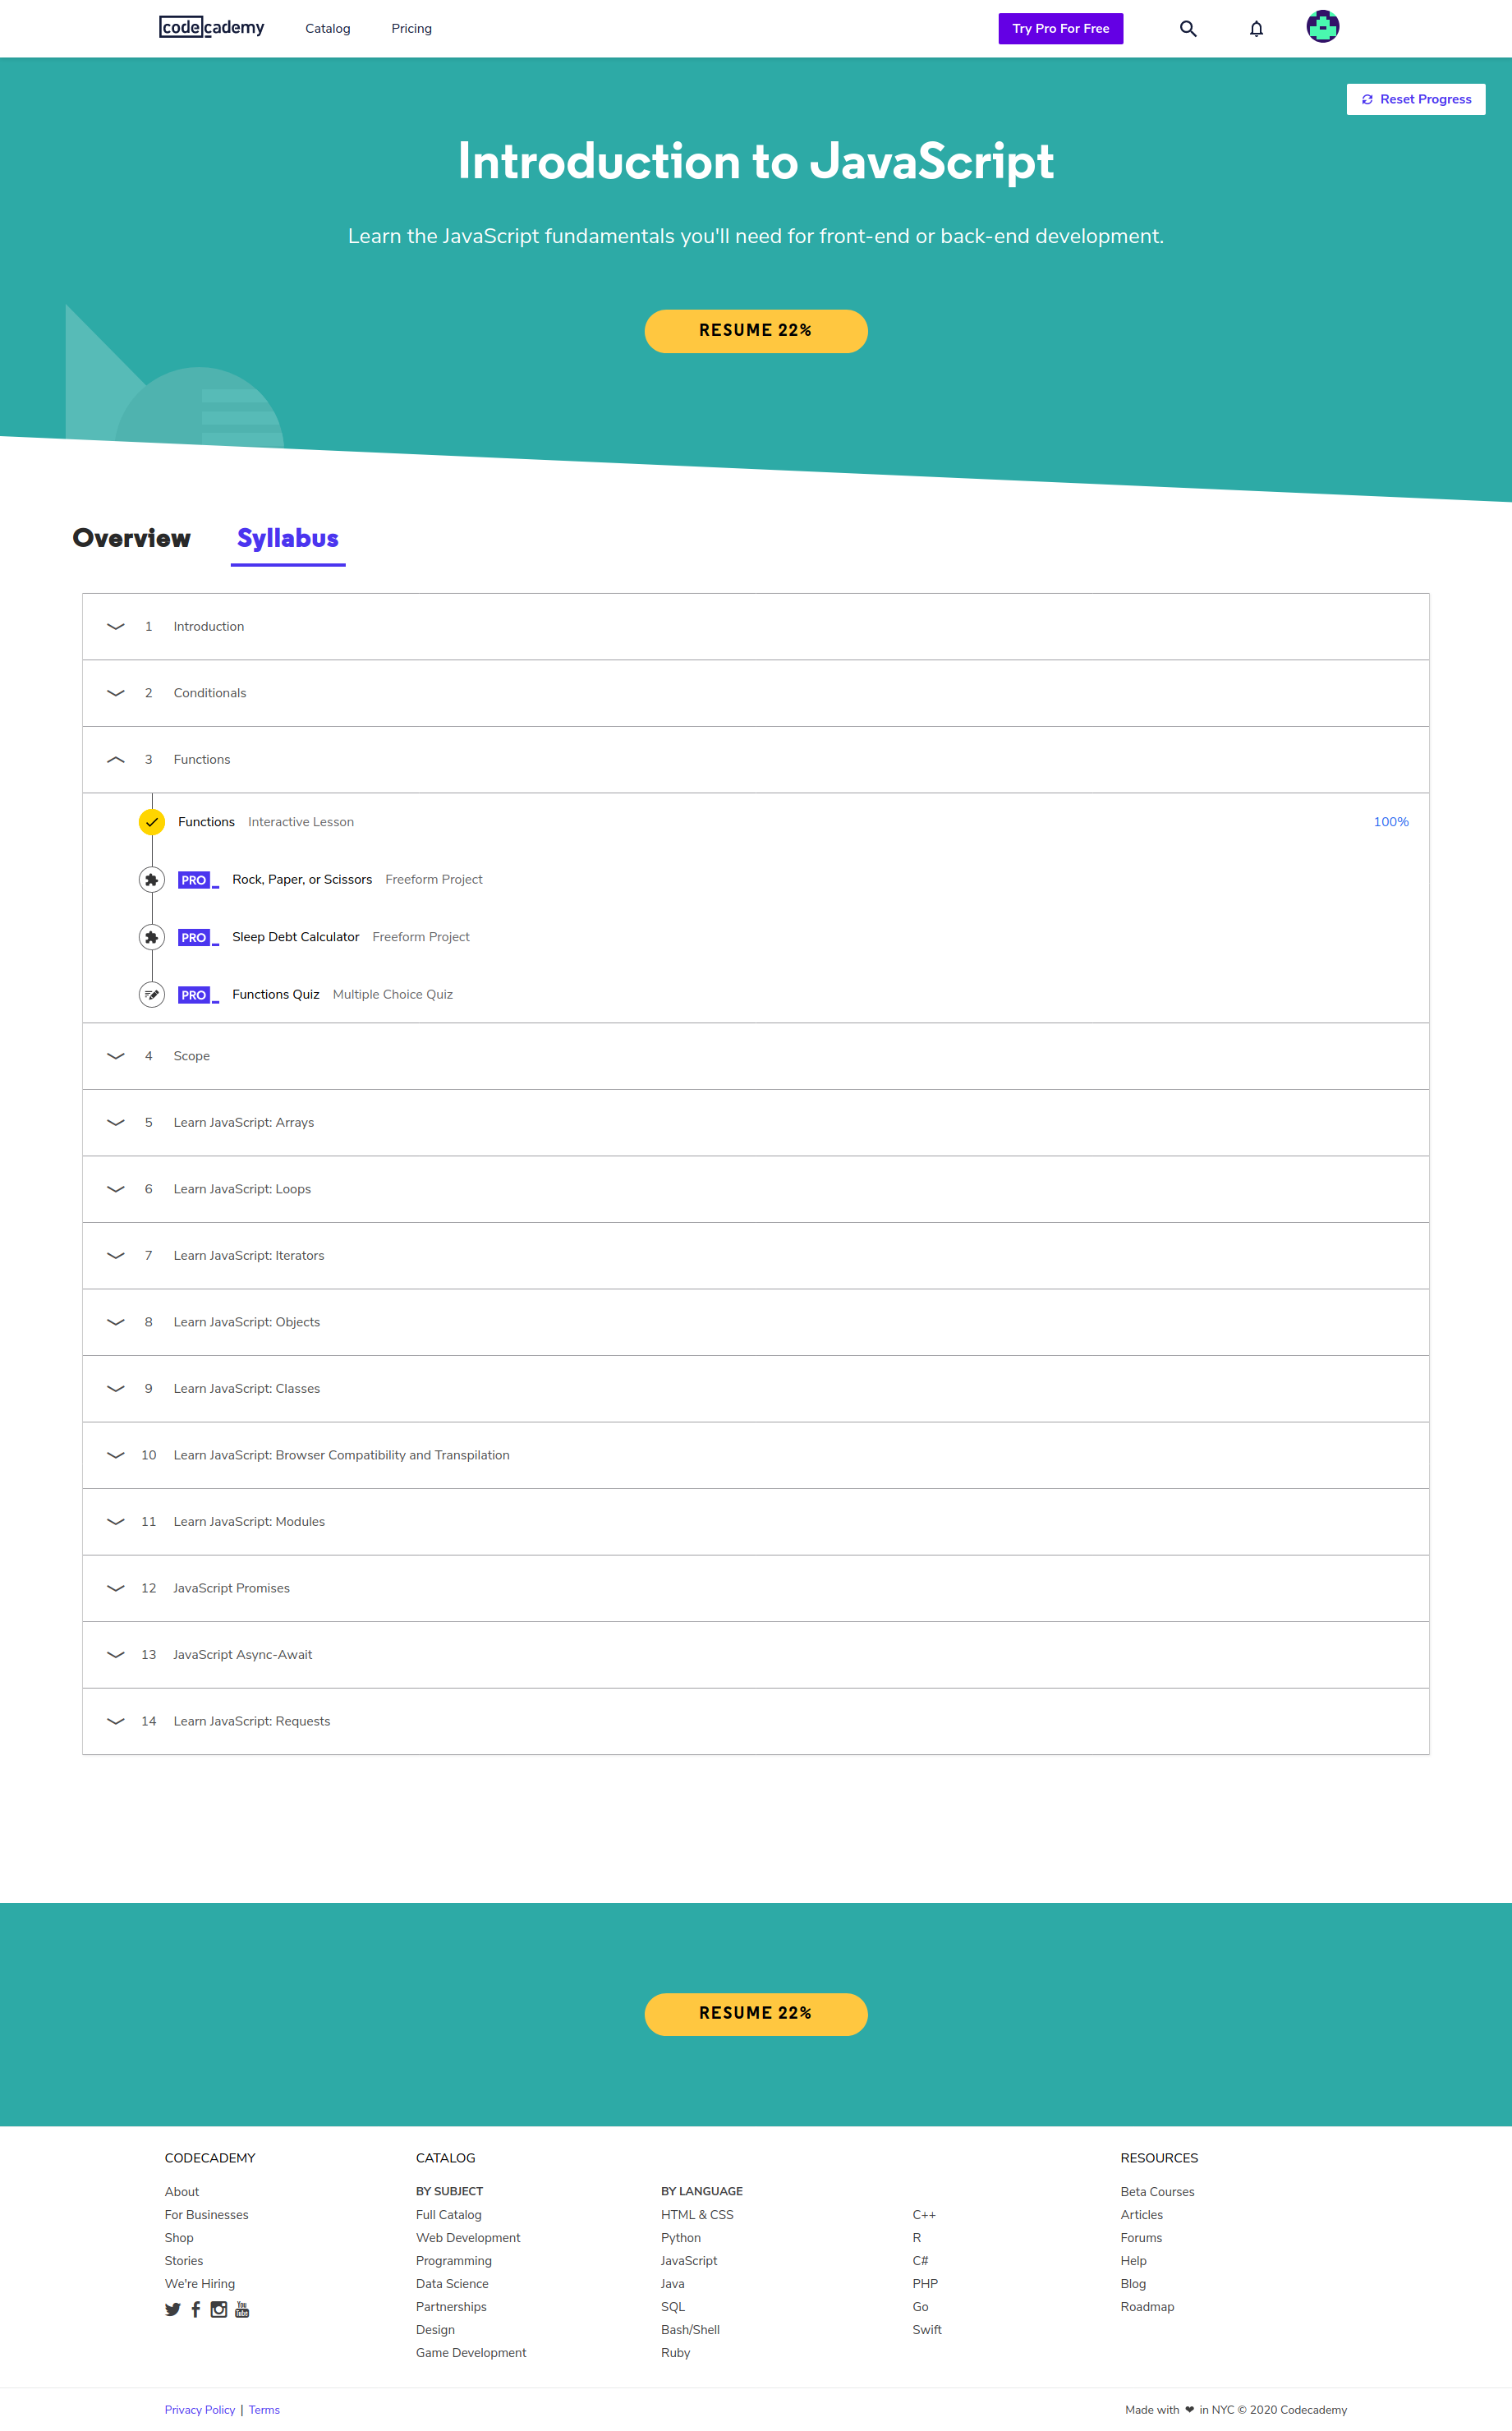 codecademy Catalog Pricing Try Pro For Free
Reset Progress
Introduction to JavaScript
Learn the JavaScript fundamentals you'll need for front-end or back-end development.
RESUME 22%
Overview Syllabus
1 Introduction
2 Conditionals
3 Functions
Functions Interactive Lesson 100%
PRO Rock, Paper, or Scissors Freeform Project
PRO Sleep Debt Calculator Freeform Project
PRO Functions Quiz Multiple Choice Quiz
4 Scope
5 Learn JavaScript: Arrays
6 Learn JavaScript: Loops
7 Learn JavaScript: Iterators
8 Learn JavaScript: Objects
9 Learn JavaScript: Classes
10 Learn JavaScript: Browser Compatibility and Transpilation
11 Learn JavaScript: Modules
12 JavaScript Promises
13 JavaScript Async-Await
14 Learn JavaScript: Requests
RESUME 22%
CODECADEMY
About
For Businesses
Shop
Stories
We're Hiring
You Tube
CATALOG
BY SUBJECT
Full Catalog
Web Development
Programming
Data Science
Partnerships
Design
Game Development
BY LANGUAGE
HTML & CSS
Python
JavaScript
Java
SQL
Bash/Shell
Ruby
C++
R
C#
PHP
Go
Swift
RESOURCES
Beta Courses
Articles
Forums
Help
Blog
Roadmap
Privacy Policy | Terms
Made with ❤ in NYC © 2020 Codecademy